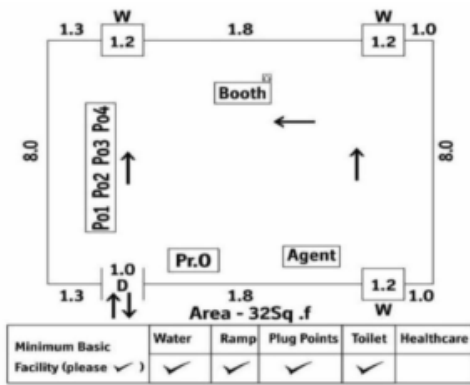 W W
1.3 1.2 1.8 1.2 1.0
Booth
8.0 8.0
Po1 Po2 Po3 Po4
1.0
D
Pr.O Agent
1.2
1.3 1.8 W 1.0
Area - 32Sq .f
Minimum Basic Facility (please ✓ ) Water Ramp Plug Points Toilet Healthcare
✓ ✓ ✓ ✓